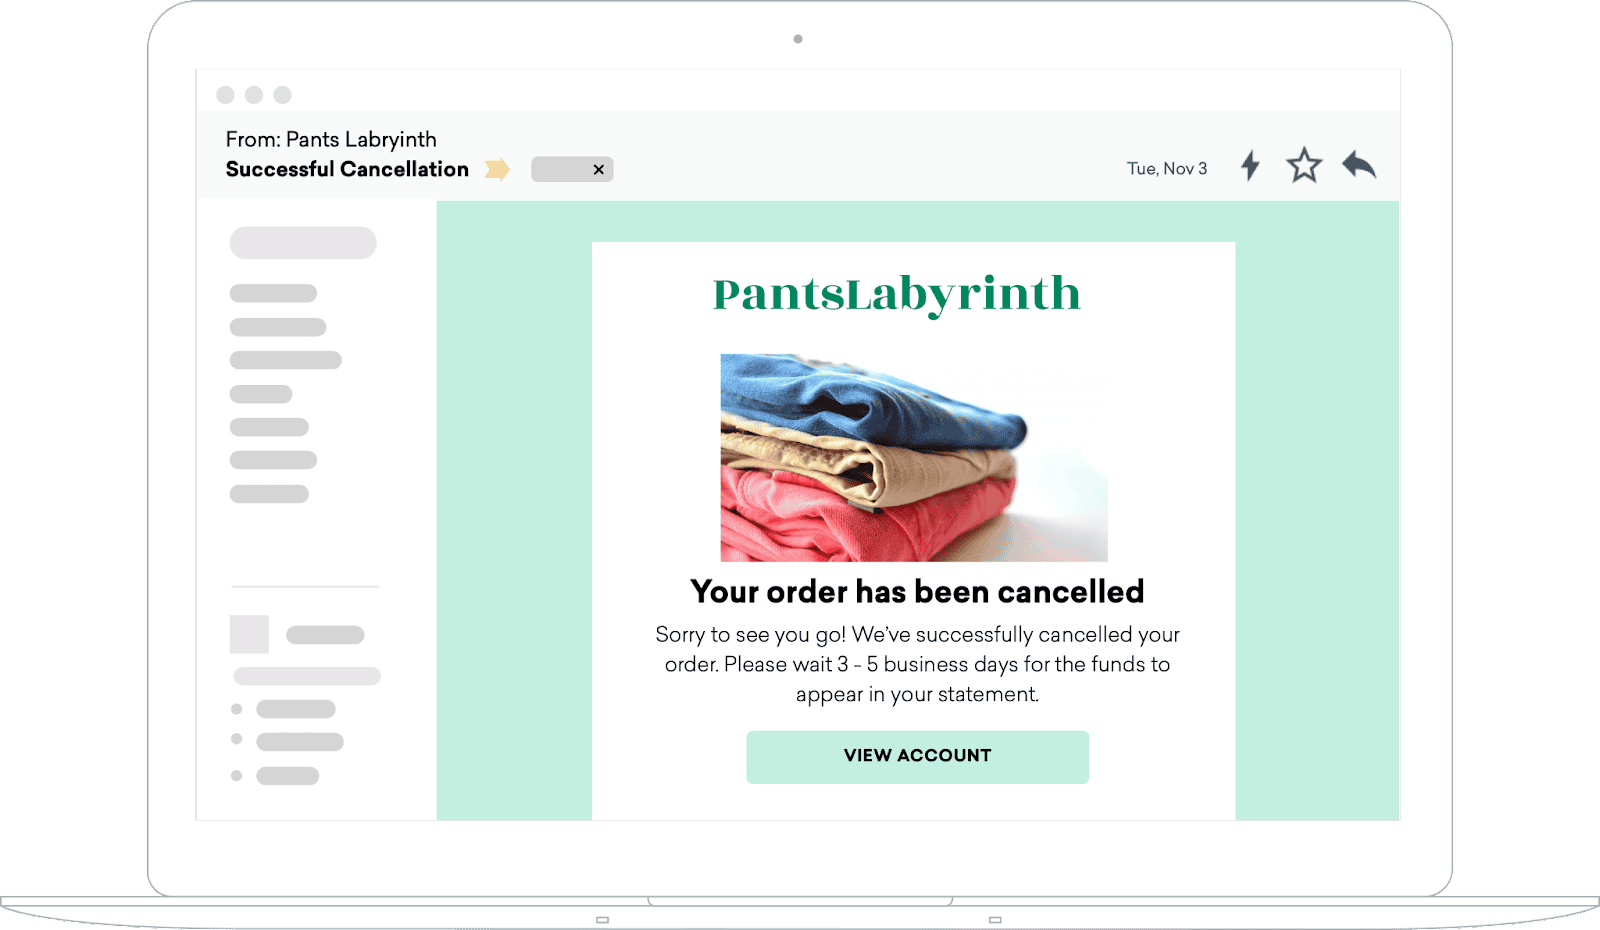 From: Pants Labryinth
Successful Cancellation
Tue, Nov 3
PantsLabyrinth
Your order has been cancelled
Sorry to see you go! We’ve successfully cancelled your
order. Please wait 3 - 5 business days for the funds to
appear in your statement.
VIEW ACCOUNT